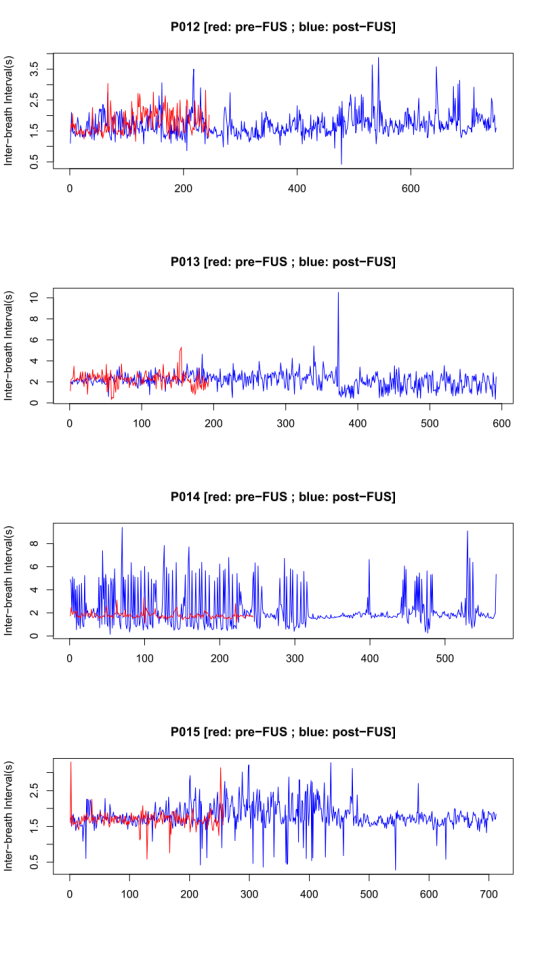 P012 [red: pre−FUS ; blue: post−FUS]
Inter−breath Interval(s)
0.5 1.5 2.5 3.5
0 200 400 600
P013 [red: pre−FUS ; blue: post−FUS]
Inter−breath Interval(s)
0 2 4 6 8 10
0 100 200 300 400 500 600
P014 [red: pre−FUS ; blue: post−FUS]
Inter−breath Interval(s)
0 2 4 6 8
0 100 200 300 400 500
P015 [red: pre−FUS ; blue: post−FUS]
Inter−breath Interval(s)
0.5 1.5 2.5
0 100 200 300 400 500 600 700